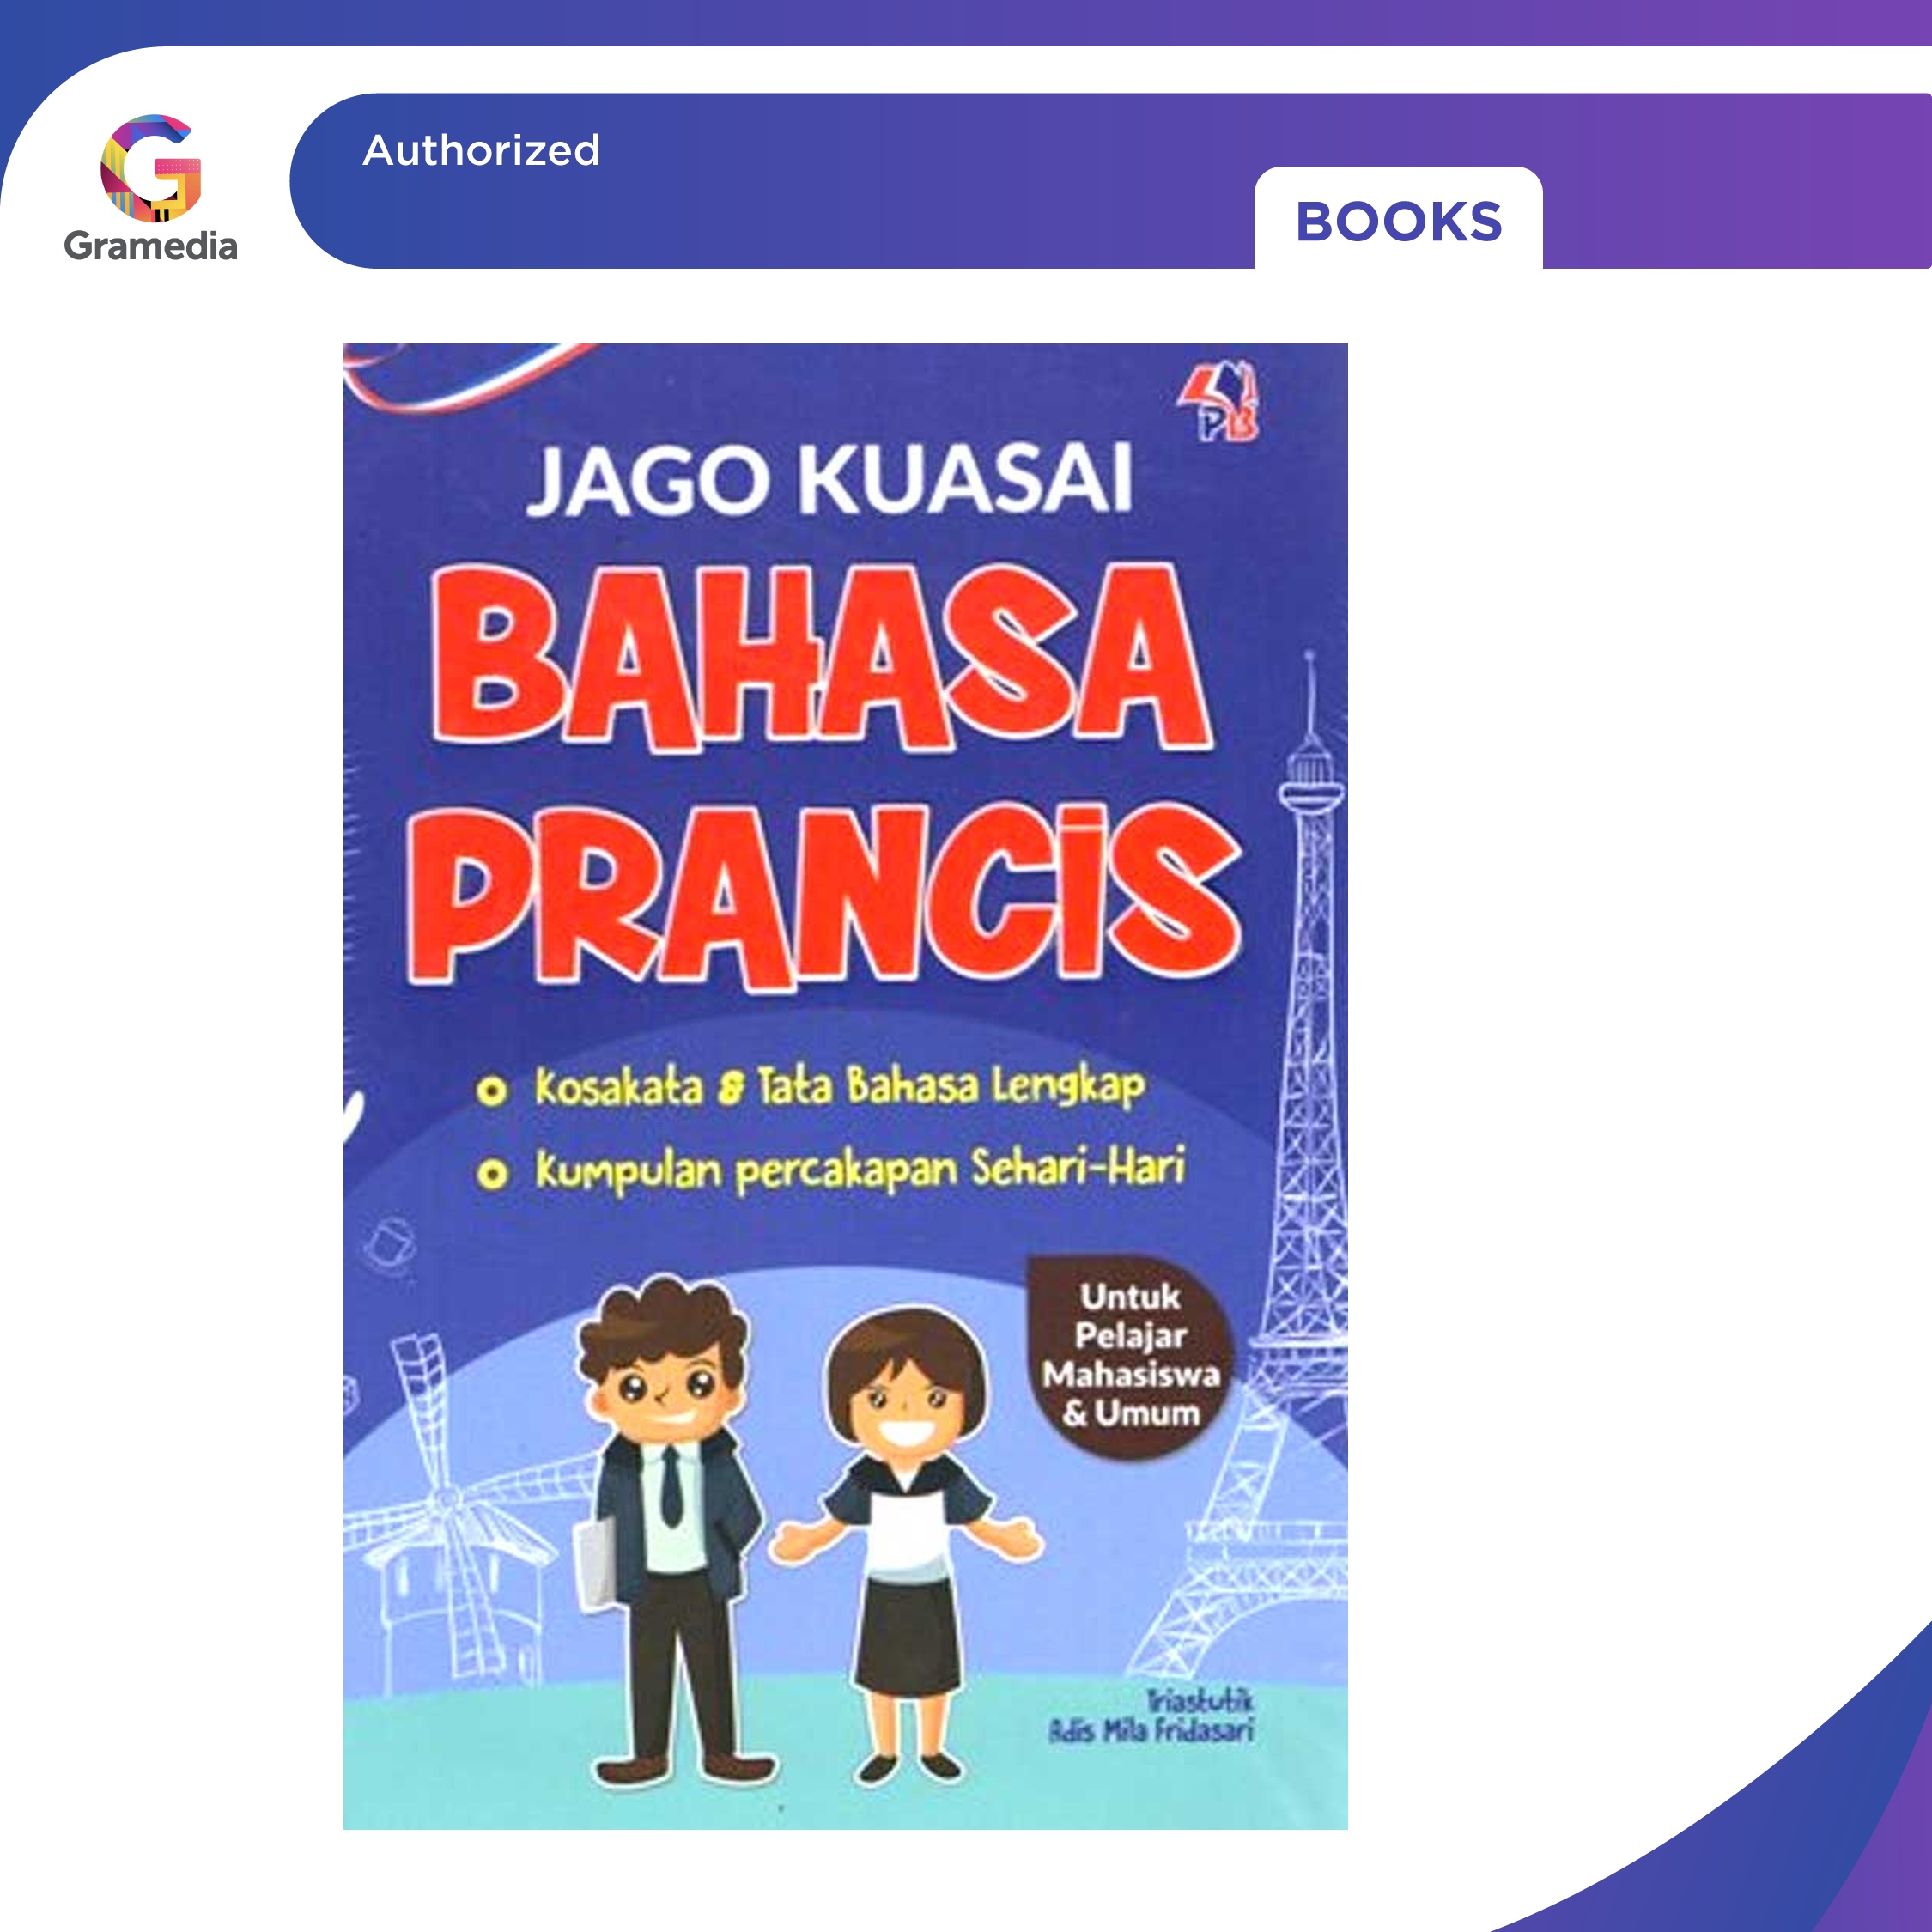 Gramedia
Authorized
BOOKS
PB
JAGO KUASAI
BAHASA
PRANCIS
Kosakata & Tata Bahasa Lengkap
Kumpulan percakapan Sehari-Hari
Untuk
Pelajar
Mahasiswa
& Umum
Triastutik
Adis Mila Fridasari